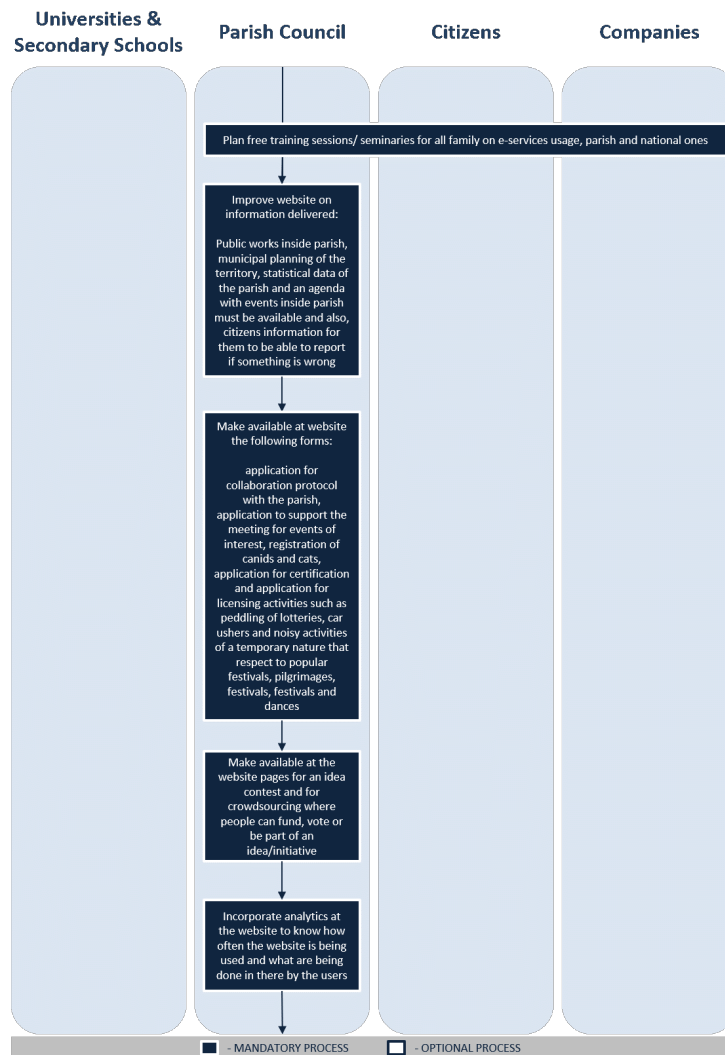 Universities &
Secondary Schools
Parish Council
Citizens
Companies
Plan free training sessions/ seminaries for all family on e-services usage, parish and national ones
Improve website on
information delivered:
Public works inside parish,
municipal planning of the
territory, statistical data of
the parish and an agenda
with events inside parish
must be available and also,
citizens information for
them to be able to report
if something is wrong
Make available at website
the following forms:
application for
collaboration protocol
with the parish,
application to support the
meeting for events of
interest, registration of
canids and cats,
application for certification
and application for
licensing activities such as
peddling of lotteries, car
ushers and noisy activities
of a temporary nature that
respect to popular
festivals, pilgrimages,
festivals, festivals and
dances
Make available at the
website pages for an idea
contest and for
crowdsourcing where
people can fund, vote or
be part of an
idea/initiative
Incorporate analytics at
the website to know how
often the website is being
used and what are being
done in there by the users
- MANDATORY PROCESS
- OPTIONAL PROCESS